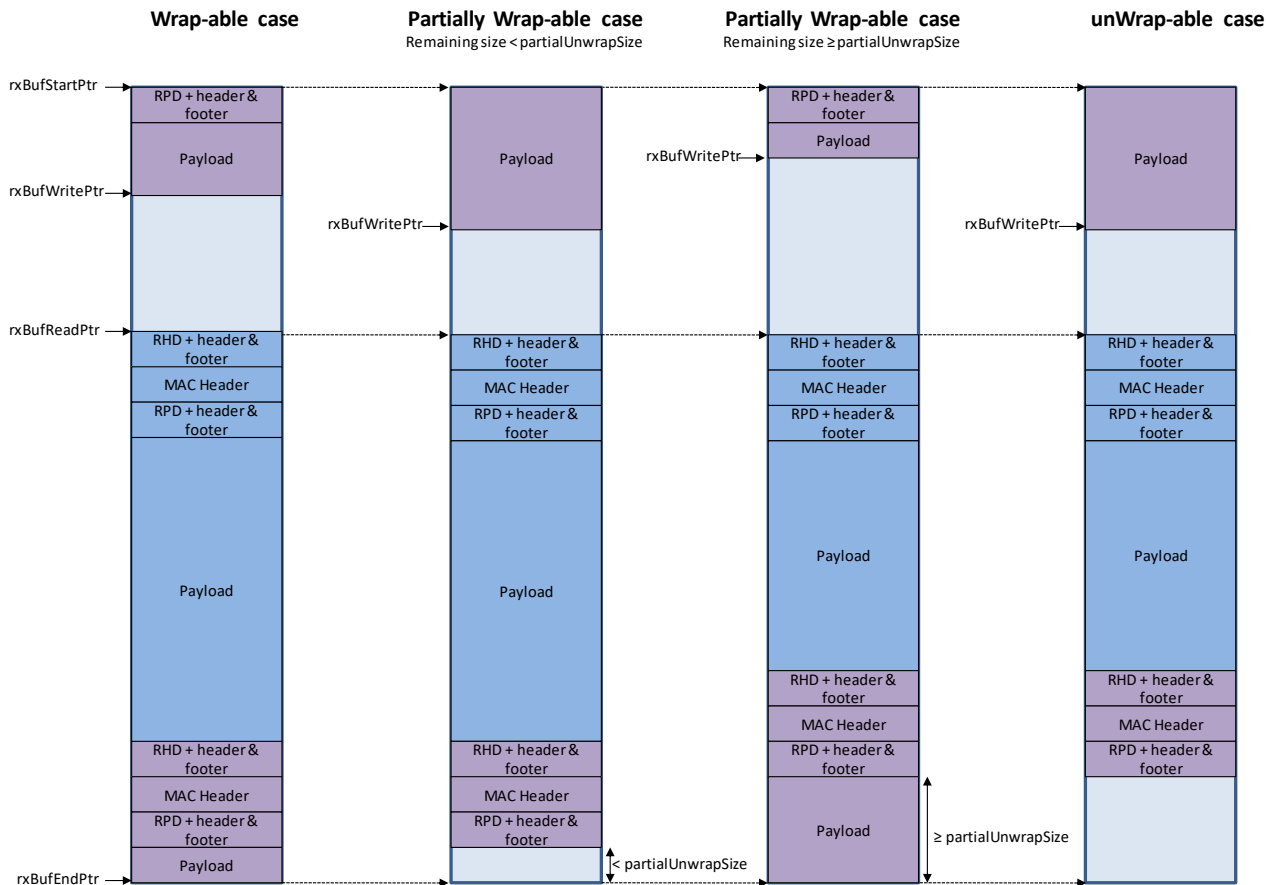 Wrap-able case
Partially Wrap-able case
Remaining size < partialUnwrapSize
Partially Wrap-able case
Remaining size ≥ partialUnwrapSize
unWrap-able case
rxBufStartPtr
rxBufWritePtr
rxBufReadPtr
rxBufEndPtr
RPD + header &
footer
Payload
RHD + header &
footer
MAC Header
RPD + header &
footer
Payload
RHD + header &
footer
MAC Header
RPD + header &
footer
Payload
Payload
rxBufWritePtr
RHD + header &
footer
MAC Header
RPD + header &
footer
Payload
RHD + header &
footer
MAC Header
RPD + header &
footer
< partialUnwrapSize
RPD + header &
footer
Payload
rxBufWritePtr
RHD + header &
footer
MAC Header
RPD + header &
footer
Payload
RHD + header &
footer
MAC Header
RPD + header &
footer
Payload
≥ partialUnwrapSize
Payload
rxBufWritePtr
RHD + header &
footer
MAC Header
RPD + header &
footer
Payload
RHD + header &
footer
MAC Header
RPD + header &
footer